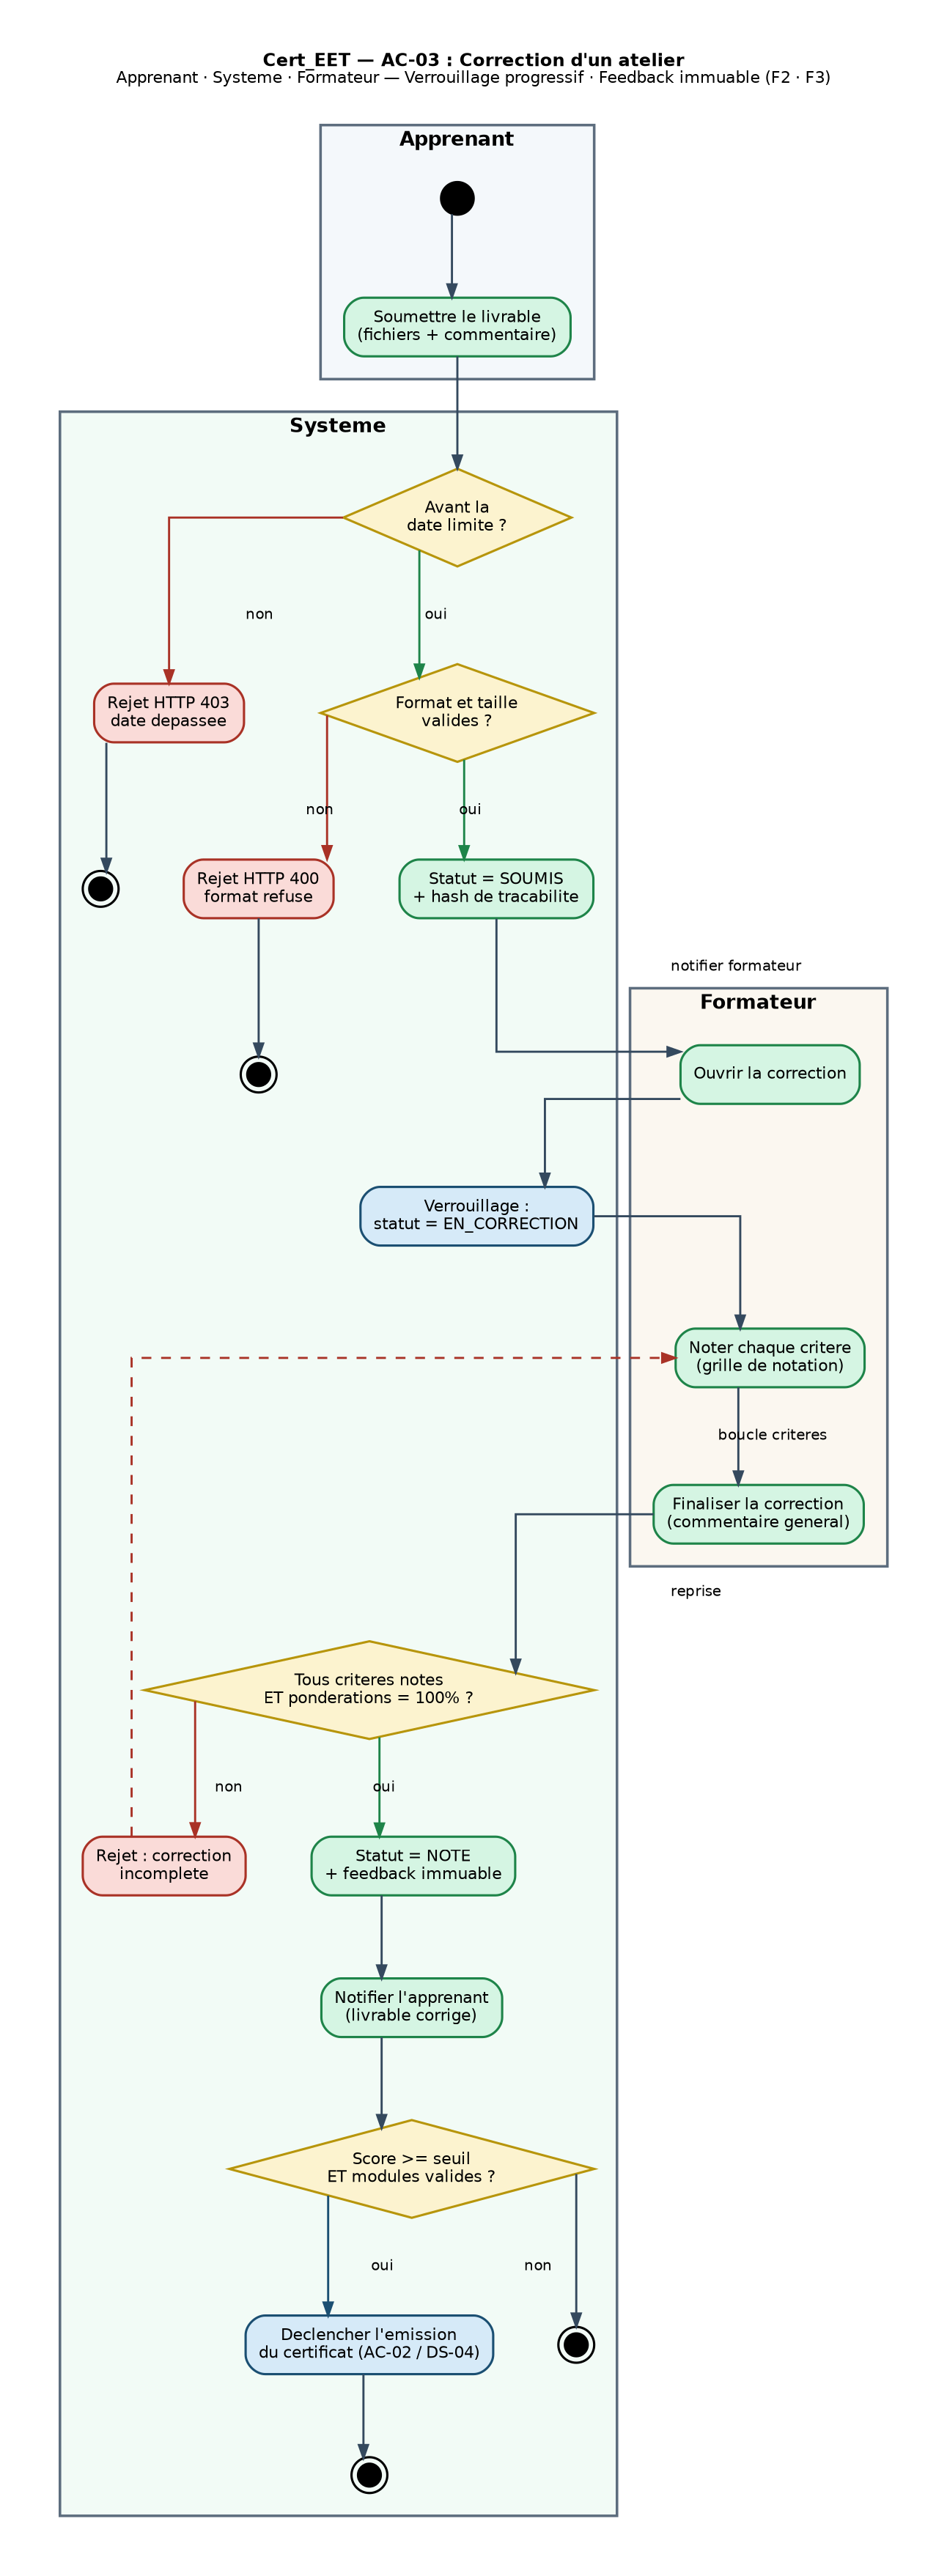 Cert_EET — AC-03 : Correction d'un atelier
Apprenant · Systeme · Formateur — Verrouillage progressif · Feedback immuable (F2 · F3)
Apprenant
Soumettre le livrable
(fichiers + commentaire)
Systeme
Avant la
date limite ?
non
oui
Rejet HTTP 403
date depassee
Format et taille
valides ?
non
oui
Rejet HTTP 400
format refuse
Statut = SOUMIS
+ hash de tracabilite
notifier formateur
Formateur
Ouvrir la correction
Verrouillage :
statut = EN_CORRECTION
Noter chaque critere
(grille de notation)
boucle criteres
Finaliser la correction
(commentaire general)
reprise
Tous criteres notes
ET ponderations = 100% ?
non
oui
Rejet : correction
incomplete
Statut = NOTE
+ feedback immuable
Notifier l'apprenant
(livrable corrige)
Score >= seuil
ET modules valides ?
oui
non
Declencher l'emission
du certificat (AC-02 / DS-04)